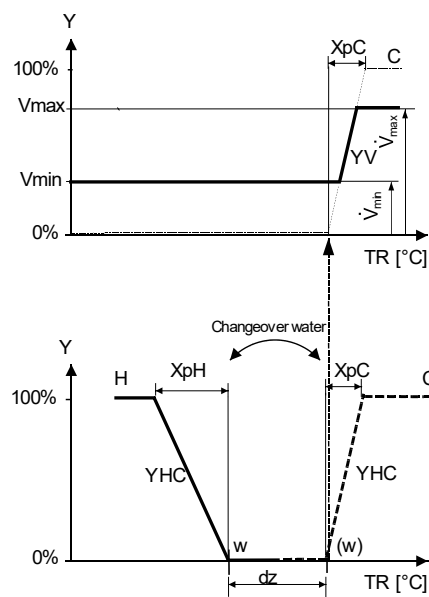 Y
XpC
100%
C
Vmax
YV
V̇max
Vmin
V̇min
0%
TR [°C]
Changeover water
Y
XpH
XpC
H
C
100%
YHC
YHC
w
(w)
0%
dz
TR [°C]